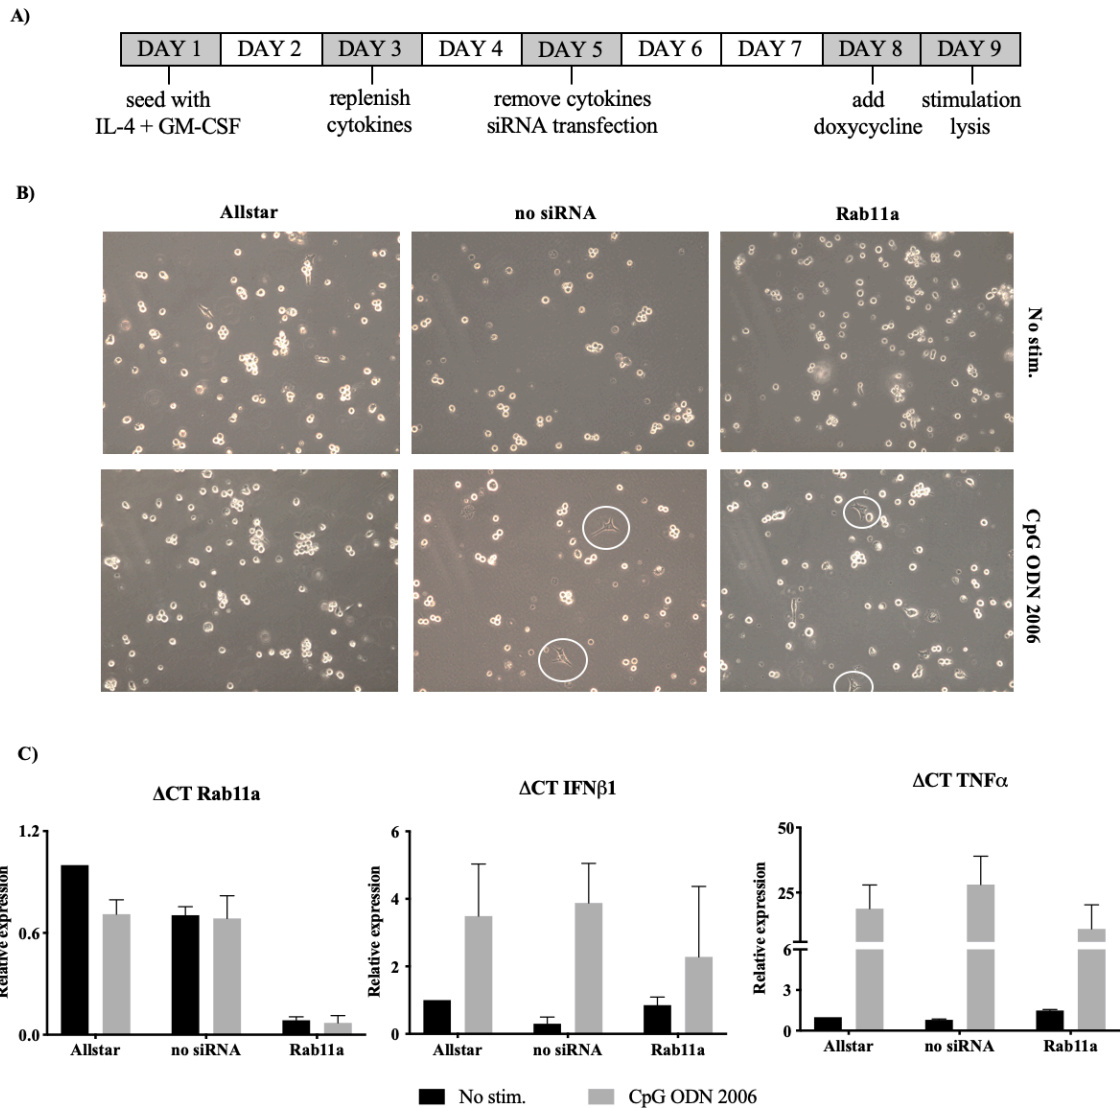 A)
DAY 1 DAY 2 DAY 3 DAY 4 DAY 5 DAY 6 DAY 7 DAY 8 DAY 9
seed with
IL-4 + GM-CSF
replenish
cytokines
remove cytokines
siRNA transfection
add
doxycycline
stimulation
lysis
B)
Allstar no siRNA Rab11a
No stim.
CpG ODN 2006
C)
ΔCT Rab11a
Relative expression
1.2
0.6
0.0
Allstar no siRNA Rab11a
ΔCT IFNβ1
Relative expression
6
4
2
0
Allstar no siRNA Rab11a
ΔCT TNFα
Relative expression
50
25
6
3
0
Allstar no siRNA Rab11a
No stim. CpG ODN 2006